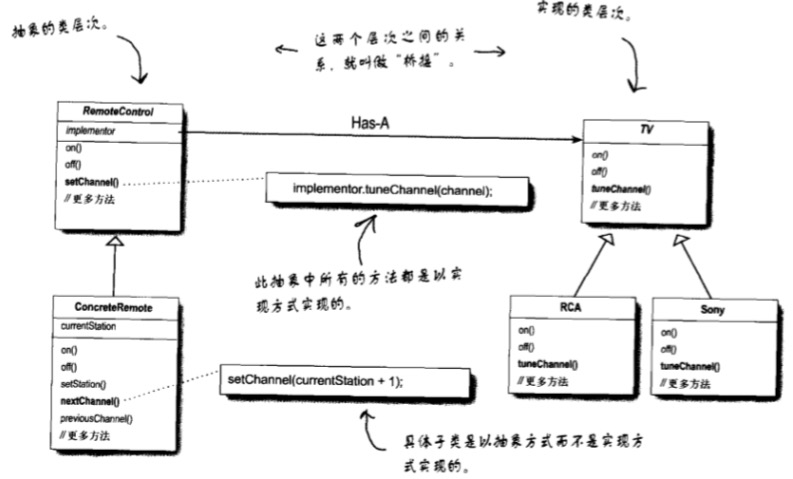 抽象的类层次。
这两个层次之间的关
系，就叫做“桥接”。
实现的类层次。
RemoteControl
implementor
on()
off()
setChannel()
//更多方法
Has-A
TV
on()
off()
tuneChannel()
//更多方法
implementor.tuneChannel(channel);
此抽象中所有的方法都是以实
现方式实现的。
ConcreteRemote
currentStation
on()
off()
setStation()
nextChannel()
previousChannel()
//更多方法
setChannel(currentStation + 1);
RCA
on()
off()
tuneChannel()
//更多方法
Sony
on()
off()
tuneChannel()
//更多方法
具体子类是以抽象方式而不是实现方
式实现的。